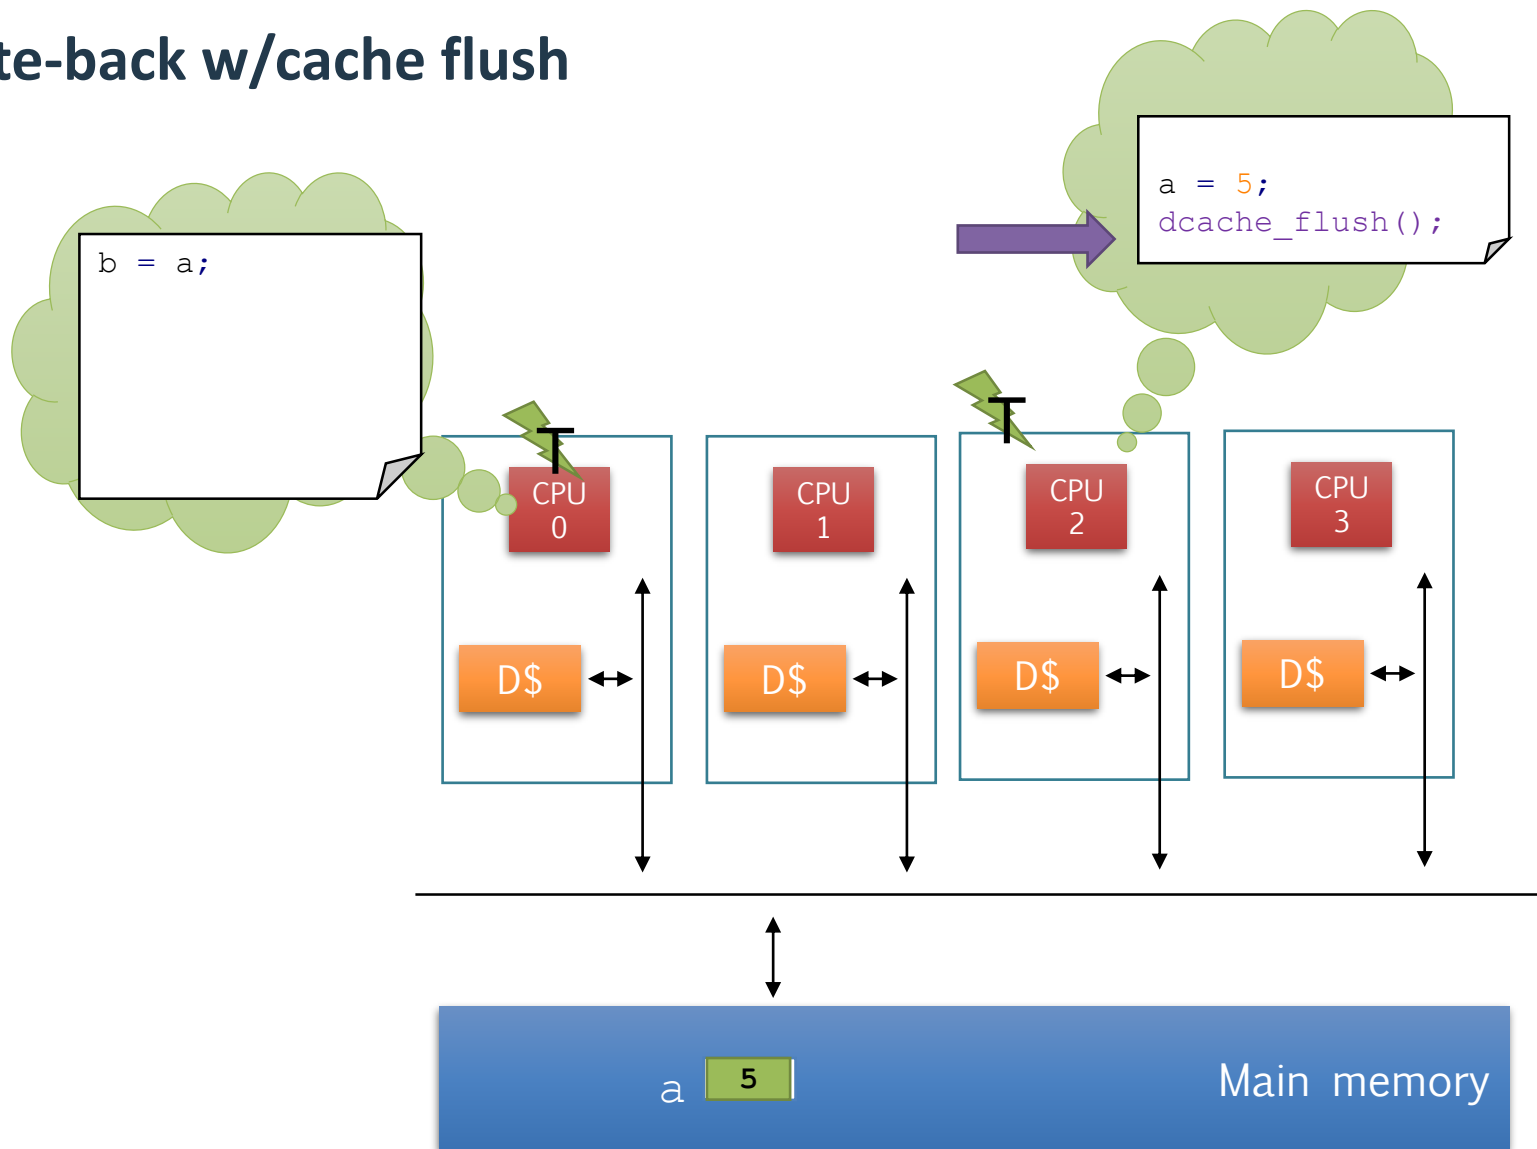 te-back w/cache flush
a = 5;
dcache_flush();
b = a;
T
T
CPU
0
CPU
1
CPU
2
CPU
3
D$
D$
D$
D$
a
5
Main memory